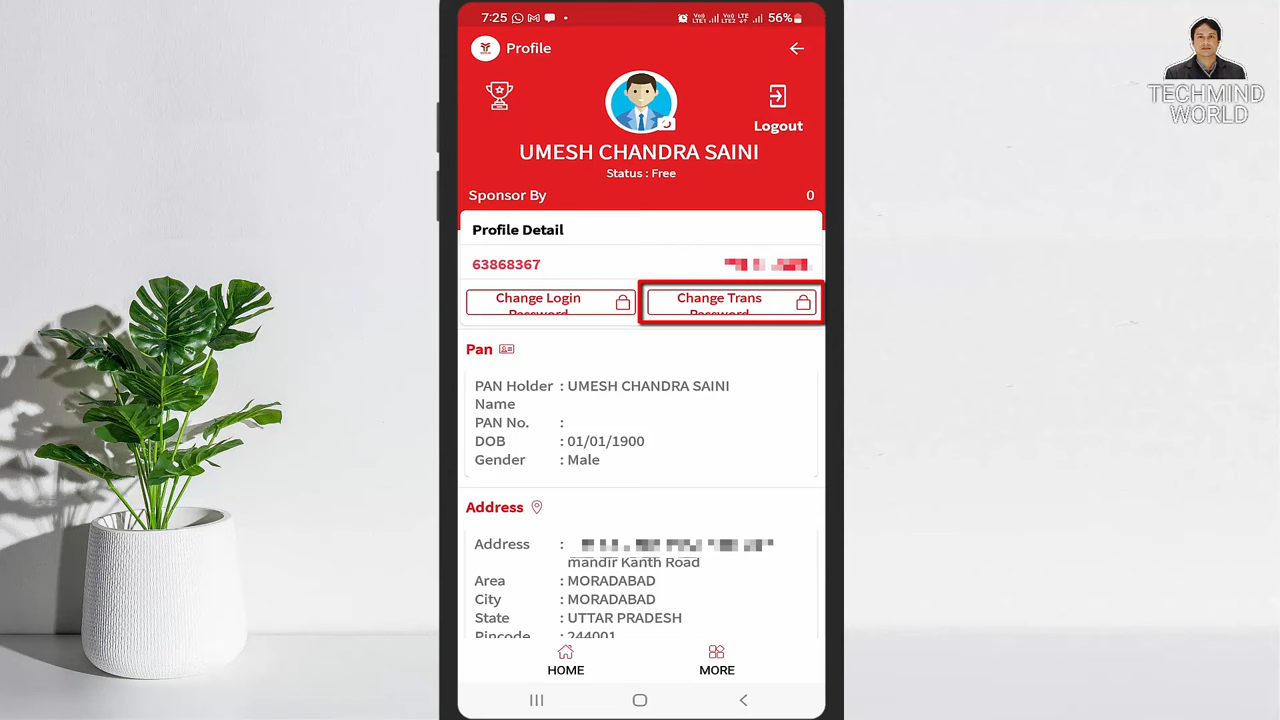 7:25
56%
Profile
Logout
UMESH CHANDRA SAINI
Status : Free
Sponsor By 0
Profile Detail
63868367
Change Login Password
Change Trans Password
Pan
PAN Holder Name : UMESH CHANDRA SAINI
PAN No. :
DOB : 01/01/1900
Gender : Male
Address
Address :
mandir Kanth Road
Area : MORADABAD
City : MORADABAD
State : UTTAR PRADESH
Pincode : 244001
HOME MORE
TECHMIND
WORLD